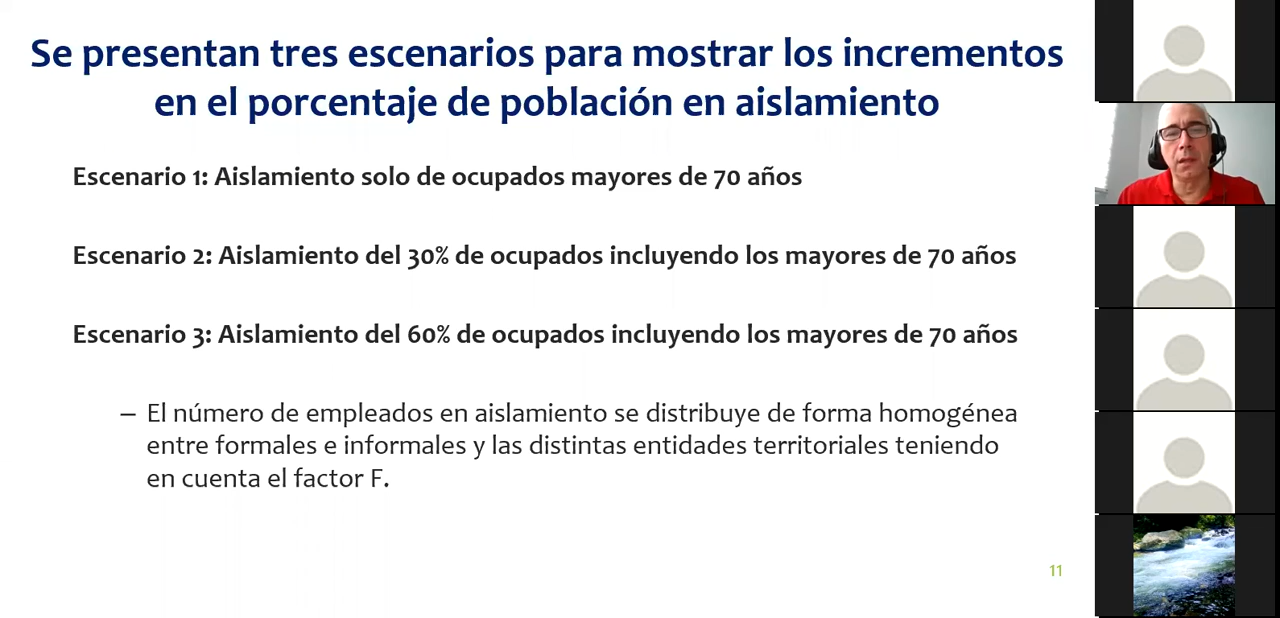 Se presentan tres escenarios para mostrar los incrementos
en el porcentaje de población en aislamiento
Escenario 1: Aislamiento solo de ocupados mayores de 70 años
Escenario 2: Aislamiento del 30% de ocupados incluyendo los mayores de 70 años
Escenario 3: Aislamiento del 60% de ocupados incluyendo los mayores de 70 años
– El número de empleados en aislamiento se distribuye de forma homogénea
entre formales e informales y las distintas entidades territoriales teniendo
en cuenta el factor F.
11